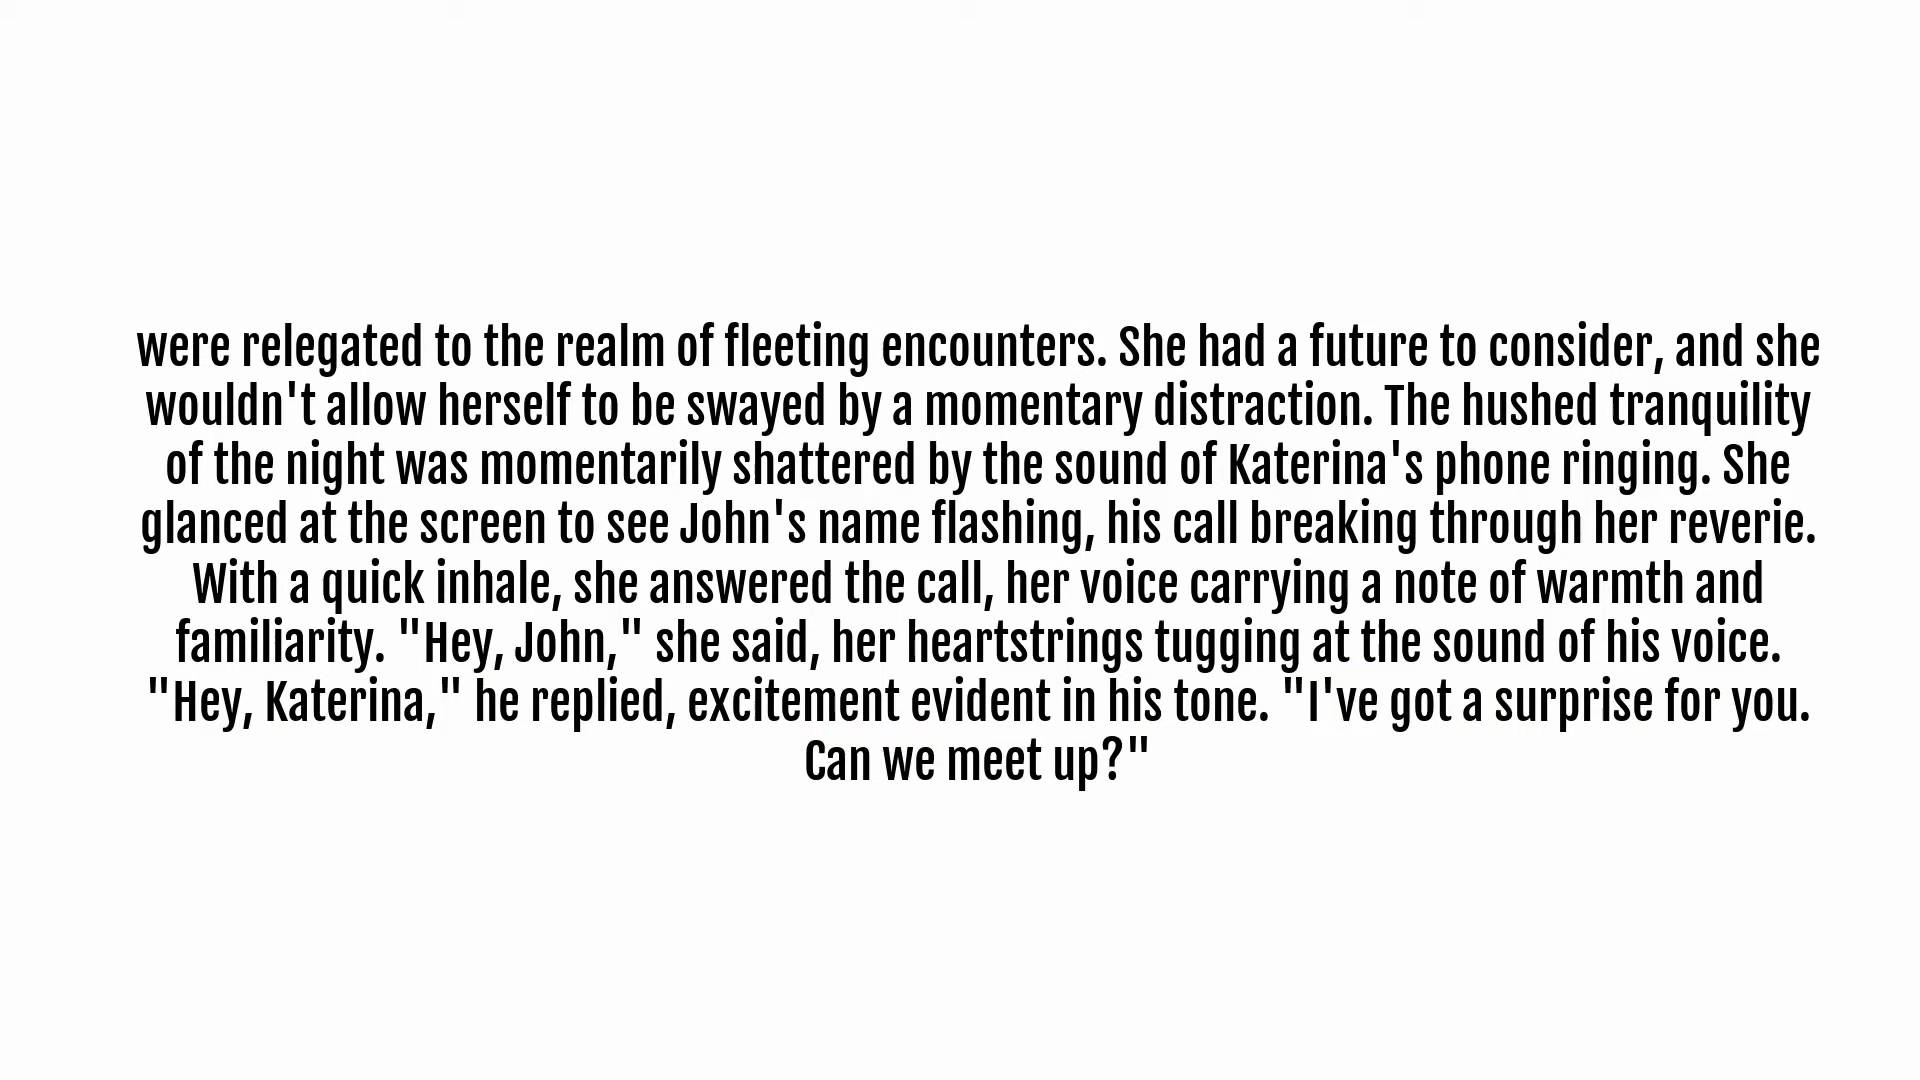 were relegated to the realm of fleeting encounters. She had a future to consider, and she
wouldn't allow herself to be swayed by a momentary distraction. The hushed tranquility
of the night was momentarily shattered by the sound of Katerina's phone ringing. She
glanced at the screen to see John's name flashing, his call breaking through her reverie.
With a quick inhale, she answered the call, her voice carrying a note of warmth and
familiarity. "Hey, John," she said, her heartstrings tugging at the sound of his voice.
"Hey, Katerina," he replied, excitement evident in his tone. "I've got a surprise for you.
Can we meet up?"